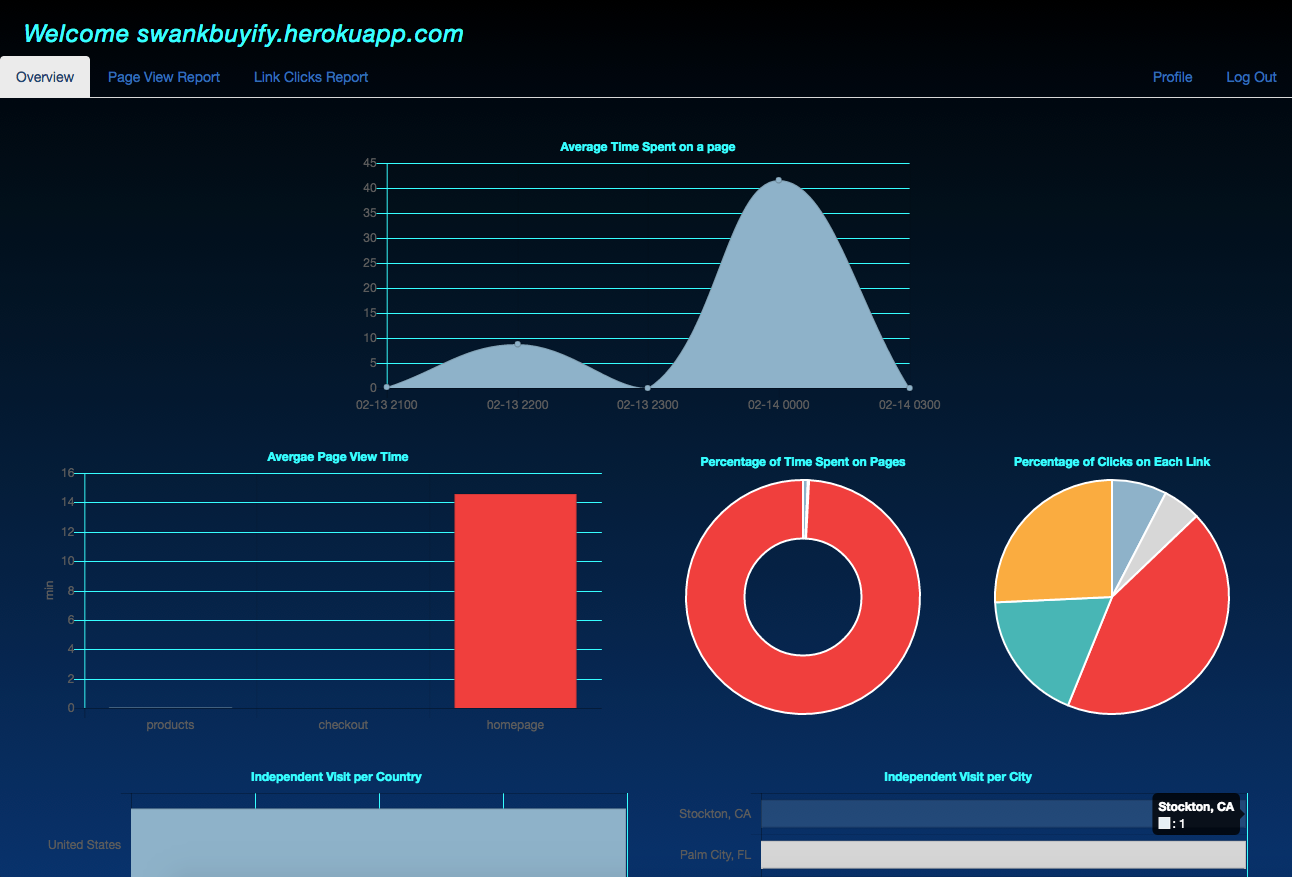 Welcome swankbuyify.herokuapp.com
Overview Page View Report Link Clicks Report Profile Log Out
Average Time Spent on a page
45
40
35
30
25
20
15
10
5
0
02-13 2100 02-13 2200 02-13 2300 02-14 0000 02-14 0300
Avergae Page View Time
16
14
12
10
8
6
4
2
0
min
products checkout homepage
Percentage of Time Spent on Pages
Percentage of Clicks on Each Link
Independent Visit per Country
United States
Independent Visit per City
Stockton, CA
Palm City, FL
Stockton, CA
: 1